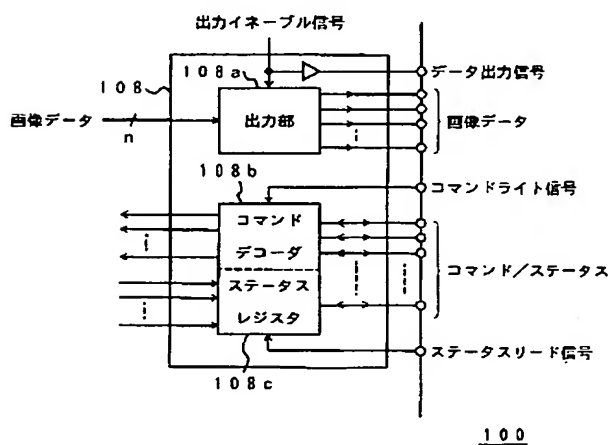 出力イネーブル信号
108
108a
データ出力信号
画像データ
n
出力部
i
画像データ
108b
コマンドライト信号
コマンド
デコーダ
ステータス
レジスタ
コマンド/ステータス
ステータスリード信号
108c
100